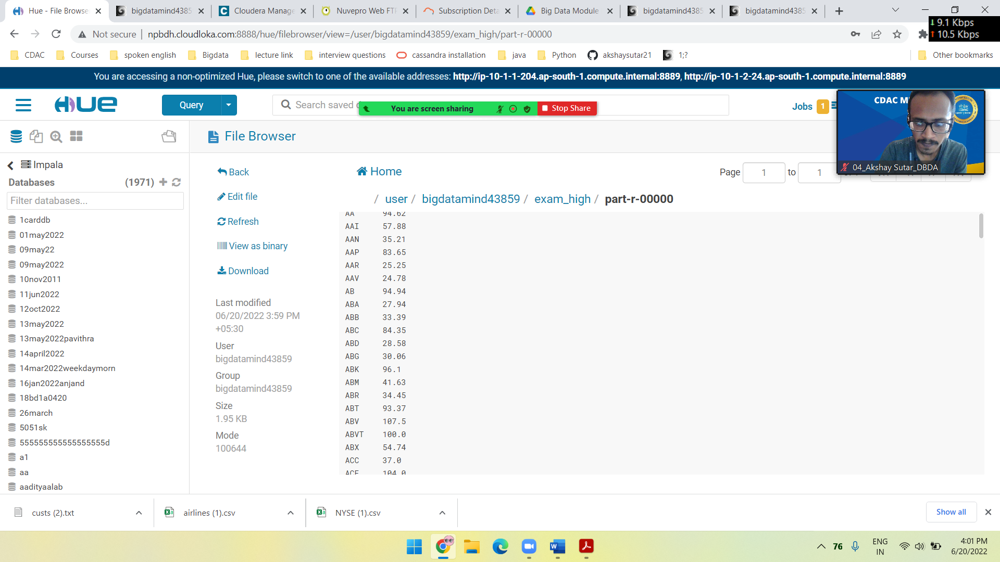 Hue - File Browse
bigdatamind4385
Cloudera Manage
Nuvepro Web FTP
Subscription Deta
Big Data Module
bigdatamind4385
bigdatamind4385
9.1 Kbps
10.5 Kbps
Not secure
npbdh.cloudloka.com:8888/hue/filebrowser/view=/user/bigdatamind43859/exam_high/part-r-00000
CDAC
Courses
spoken english
Bigdata
lecture link
interview questions
cassandra installation
java
Python
akshaysutar21
1;?
Other bookmarks
You are accessing a non-optimized Hue, please switch to one of the available addresses: http://ip-10-1-1-204.ap-south-1.compute.internal:8889, http://ip-10-1-2-24.ap-south-1.compute.internal:8889
HUE
Query
Search saved
You are screen sharing
Stop Share
Jobs 1
CDAC M
04_Akshay Sutar_DBDA
File Browser
Impala
Databases (1971)
Filter databases...
1carddb
01may2022
09may22
09may2022
10nov2011
11jun2022
12oct2022
13may2022
13may2022pavithra
14april2022
14mar2022weekdaymorn
16jan2022anjand
18bd1a0420
26march
5051sk
555555555555555555d
a1
aa
aadityaalab
Back
Edit file
Refresh
View as binary
Download
Last modified
06/20/2022 3:59 PM
+05:30
User
bigdatamind43859
Group
bigdatamind43859
Size
1.95 KB
Mode
100644
Home
Page 1 to 1
/ user / bigdatamind43859 / exam_high / part-r-00000
AA 94.62
AAI 57.88
AAN 35.21
AAP 83.65
AAR 25.25
AAV 24.78
AB 94.94
ABA 27.94
ABB 33.39
ABC 84.35
ABD 28.58
ABG 30.06
ABK 96.1
ABM 41.63
ABR 34.45
ABT 93.37
ABV 107.5
ABVT 100.0
ABX 54.74
ACC 37.0
ACE 104.0
custs (2).txt
airlines (1).csv
NYSE (1).csv
Show all
76
ENG
IN
4:01 PM
6/20/2022